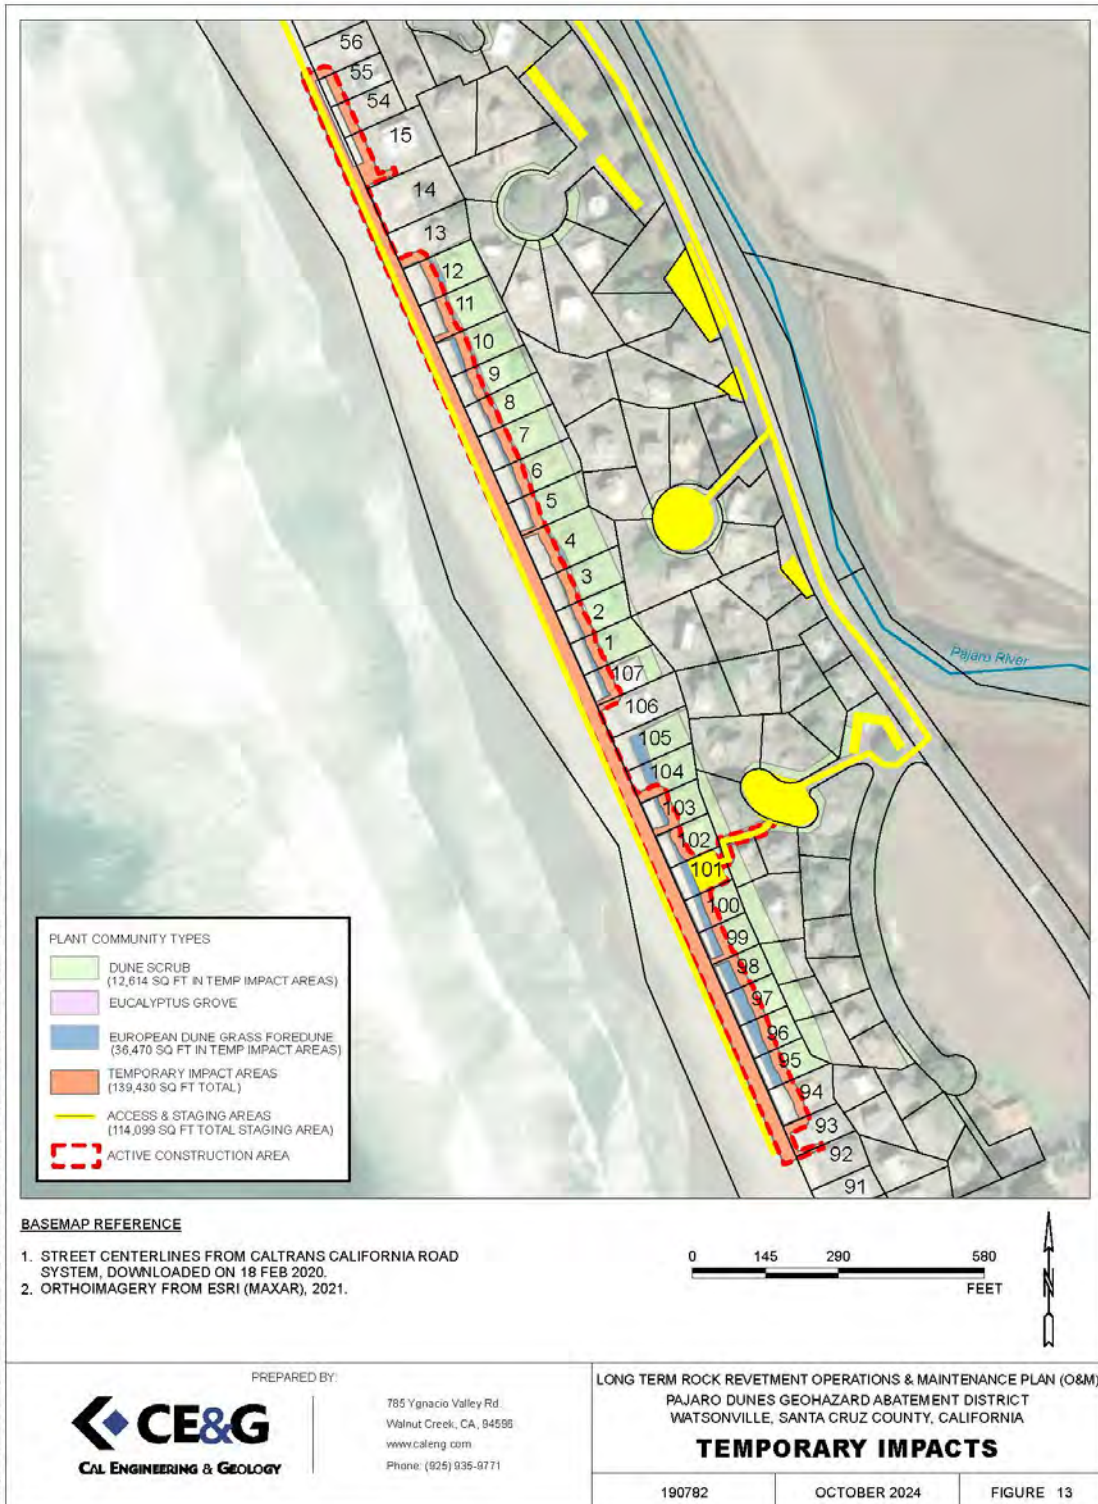 56
55
54
15
14
13
12
11
10
9
8
7
6
5
4
3
2
1
107
106
105
104
103
102
101
100
99
98
97
96
95
94
93
92
91
Pajaro River
PLANT COMMUNITY TYPES
DUNE SCRUB
(12,614 SQ FT IN TEMP IMPACT AREAS)
EUCALYPTUS GROVE
EUROPEAN DUNE GRASS FOREDUNE
(36,470 SQ FT IN TEMP IMPACT AREAS)
TEMPORARY IMPACT AREAS
(139,430 SQ FT TOTAL)
ACCESS & STAGING AREAS
(114,099 SQ FT TOTAL STAGING AREA)
ACTIVE CONSTRUCTION AREA
BASEMAP REFERENCE
1. STREET CENTERLINES FROM CALTRANS CALIFORNIA ROAD
SYSTEM, DOWNLOADED ON 18 FEB 2020.
2. ORTHOIMAGERY FROM ESRI (MAXAR), 2021.
0 145 290 580
FEET
N
PREPARED BY:
CE&G
CAL ENGINEERING & GEOLOGY
785 Ygnacio Valley Rd.
Walnut Creek, CA, 94596
www.caleng.com
Phone: (925) 935-9771
LONG TERM ROCK REVETMENT OPERATIONS & MAINTENANCE PLAN (O&M)
PAJARO DUNES GEOHAZARD ABATEMENT DISTRICT
WATSONVILLE, SANTA CRUZ COUNTY, CALIFORNIA
TEMPORARY IMPACTS
190782
OCTOBER 2024
FIGURE 13